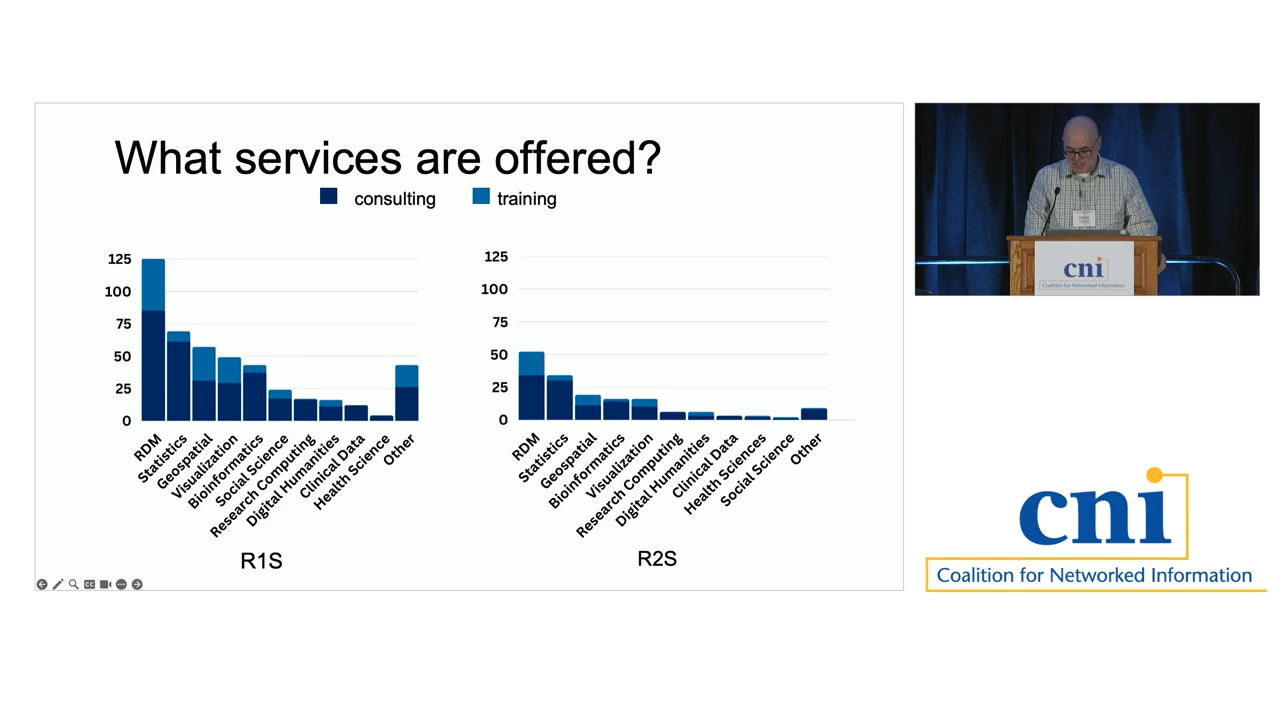 What services are offered?
consulting
training
125
100
75
50
25
0
RDM
Statistics
Geospatial
Visualization
Bioinformatics
Social Science
Research Computing
Digital Humanities
Clinical Data
Health Science
Other
R1S
125
100
75
50
25
0
RDM
Statistics
Geospatial
Bioinformatics
Visualization
Research Computing
Digital Humanities
Clinical Data
Health Sciences
Social Science
Other
R2S
cni
Coalition for Networked Information
cni
Coalition for Networked Information